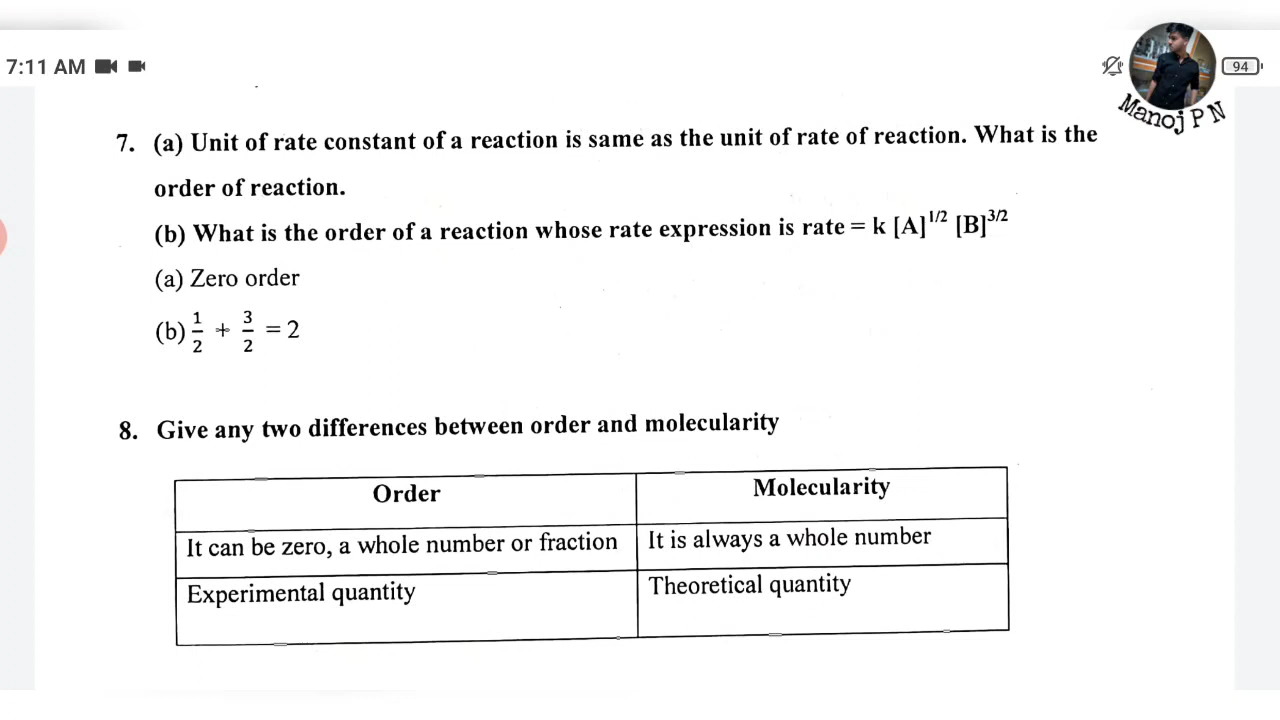 7:11 AM
94
Manoj P N
7. (a) Unit of rate constant of a reaction is same as the unit of rate of reaction. What is the
order of reaction.
(b) What is the order of a reaction whose rate expression is rate = k [A]^1/2 [B]^3/2
(a) Zero order
(b) 1/2 + 3/2 = 2
8. Give any two differences between order and molecularity
Order Molecularity
It can be zero, a whole number or fraction It is always a whole number
Experimental quantity Theoretical quantity